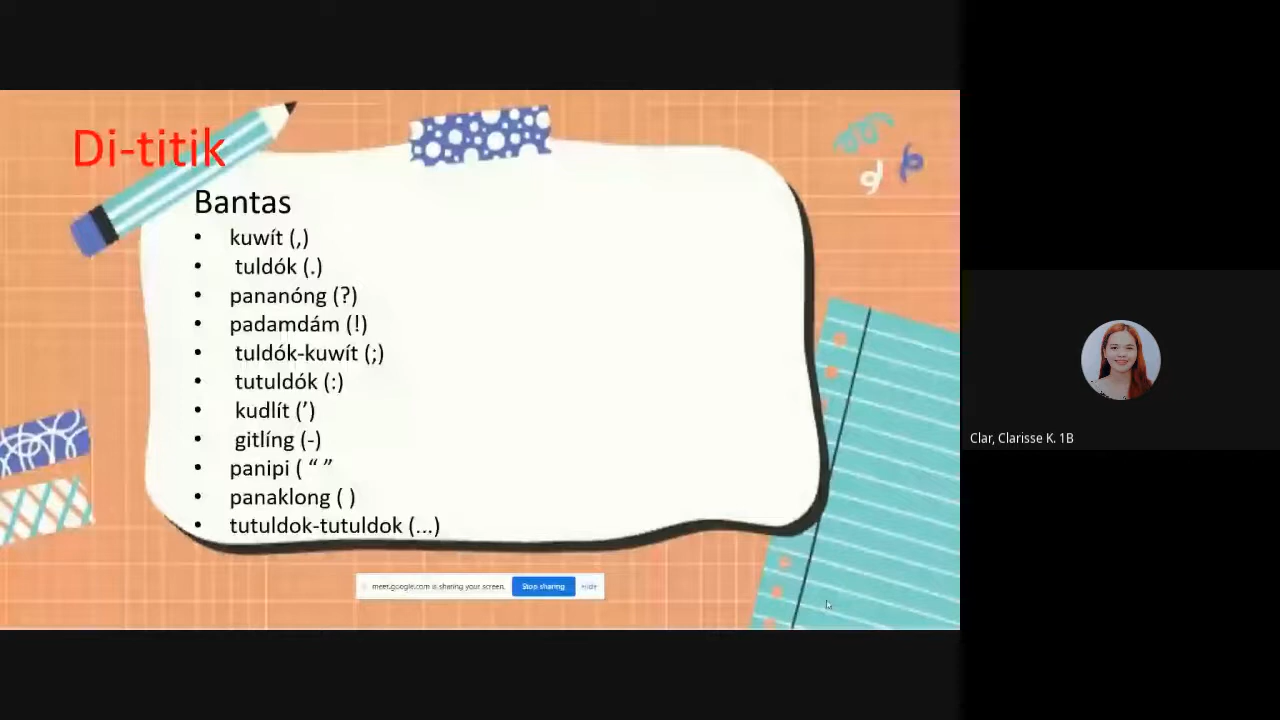 Di-titik
Bantas
• kuwít (,)
• tuldók (.)
• pananóng (?)
• padamdám (!)
• tuldók-kuwít (;)
• tutuldók (:)
• kudlít (’)
• gitlíng (-)
• panipi ( “ ”
• panaklong ( )
• tutuldok-tutuldok (...)
meet.google.com is sharing your screen. Stop sharing Hide
Clar, Clarisse K. 1B